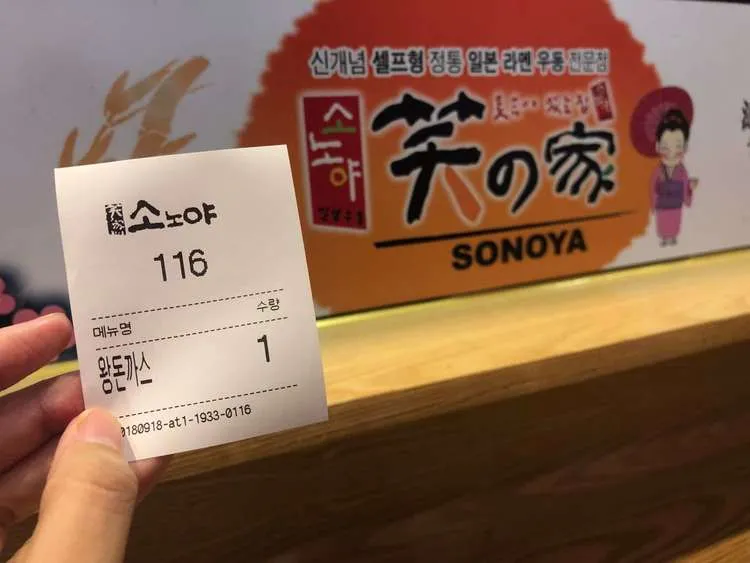 신개념 셀프형 정통 일본 라멘 우동 전문점
소노야
笑の家
SONOYA
소노야
116
메뉴명 수량
왕돈까스 1
0180918-at1-1933-0116